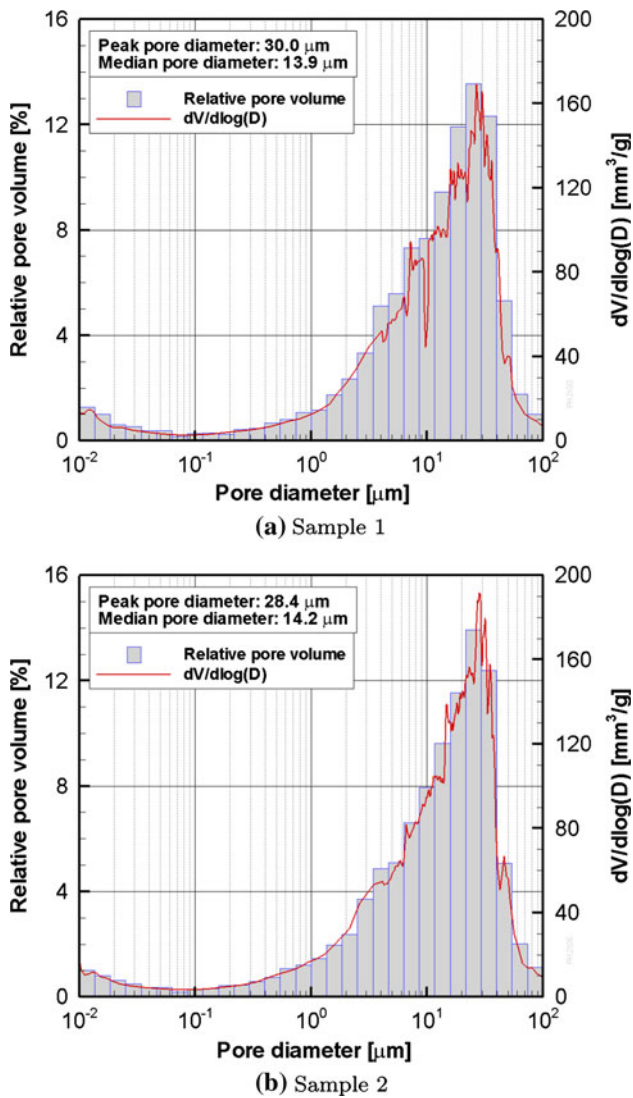 16
200
Peak pore diameter: 30.0 μm
Median pore diameter: 13.9 μm
Relative pore volume
dV/dlog(D)
12
160
8
120
80
4
40
0
0
Relative pore volume [%]
dV/dlog(D) [mm³/g]
10⁻² 10⁻¹ 10⁰ 10¹ 10²
Pore diameter [μm]
(a) Sample 1
16
200
Peak pore diameter: 28.4 μm
Median pore diameter: 14.2 μm
Relative pore volume
dV/dlog(D)
12
160
8
120
80
4
40
0
0
Relative pore volume [%]
dV/dlog(D) [mm³/g]
10⁻² 10⁻¹ 10⁰ 10¹ 10²
Pore diameter [μm]
(b) Sample 2